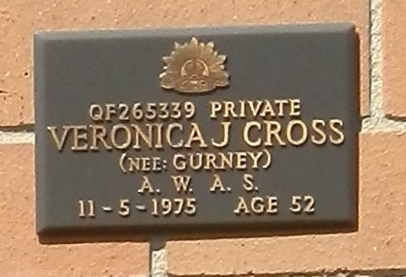 QF265339 PRIVATE
VERONICA J CROSS
(NEE: GURNEY)
A. W. A. S.
11-5-1975 AGE 52